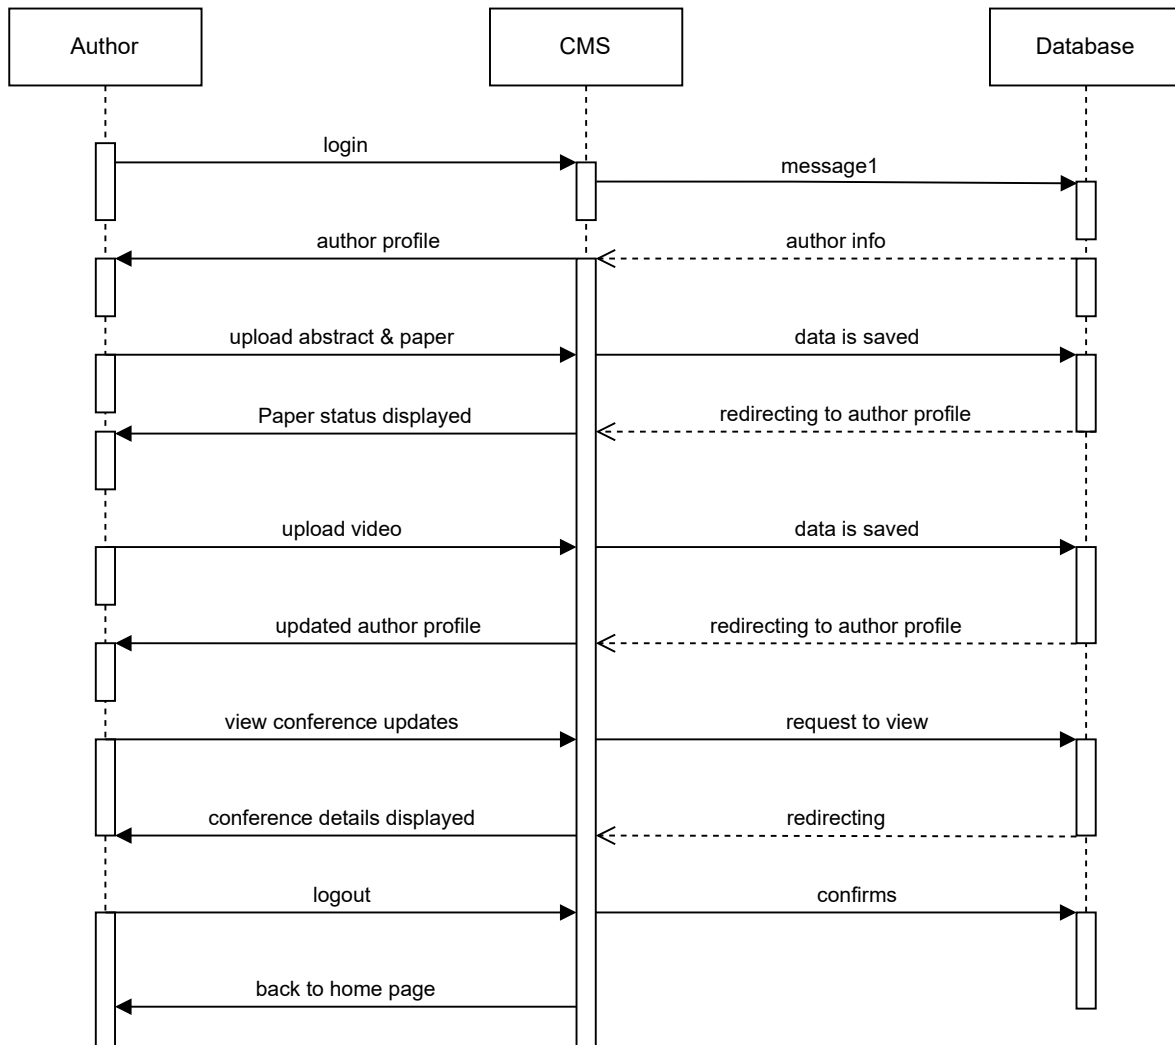 Author
CMS
Database
login
message1
author profile
author info
upload abstract & paper
data is saved
Paper status displayed
redirecting to author profile
upload video
data is saved
updated author profile
redirecting to author profile
view conference updates
request to view
conference details displayed
redirecting
logout
confirms
back to home page